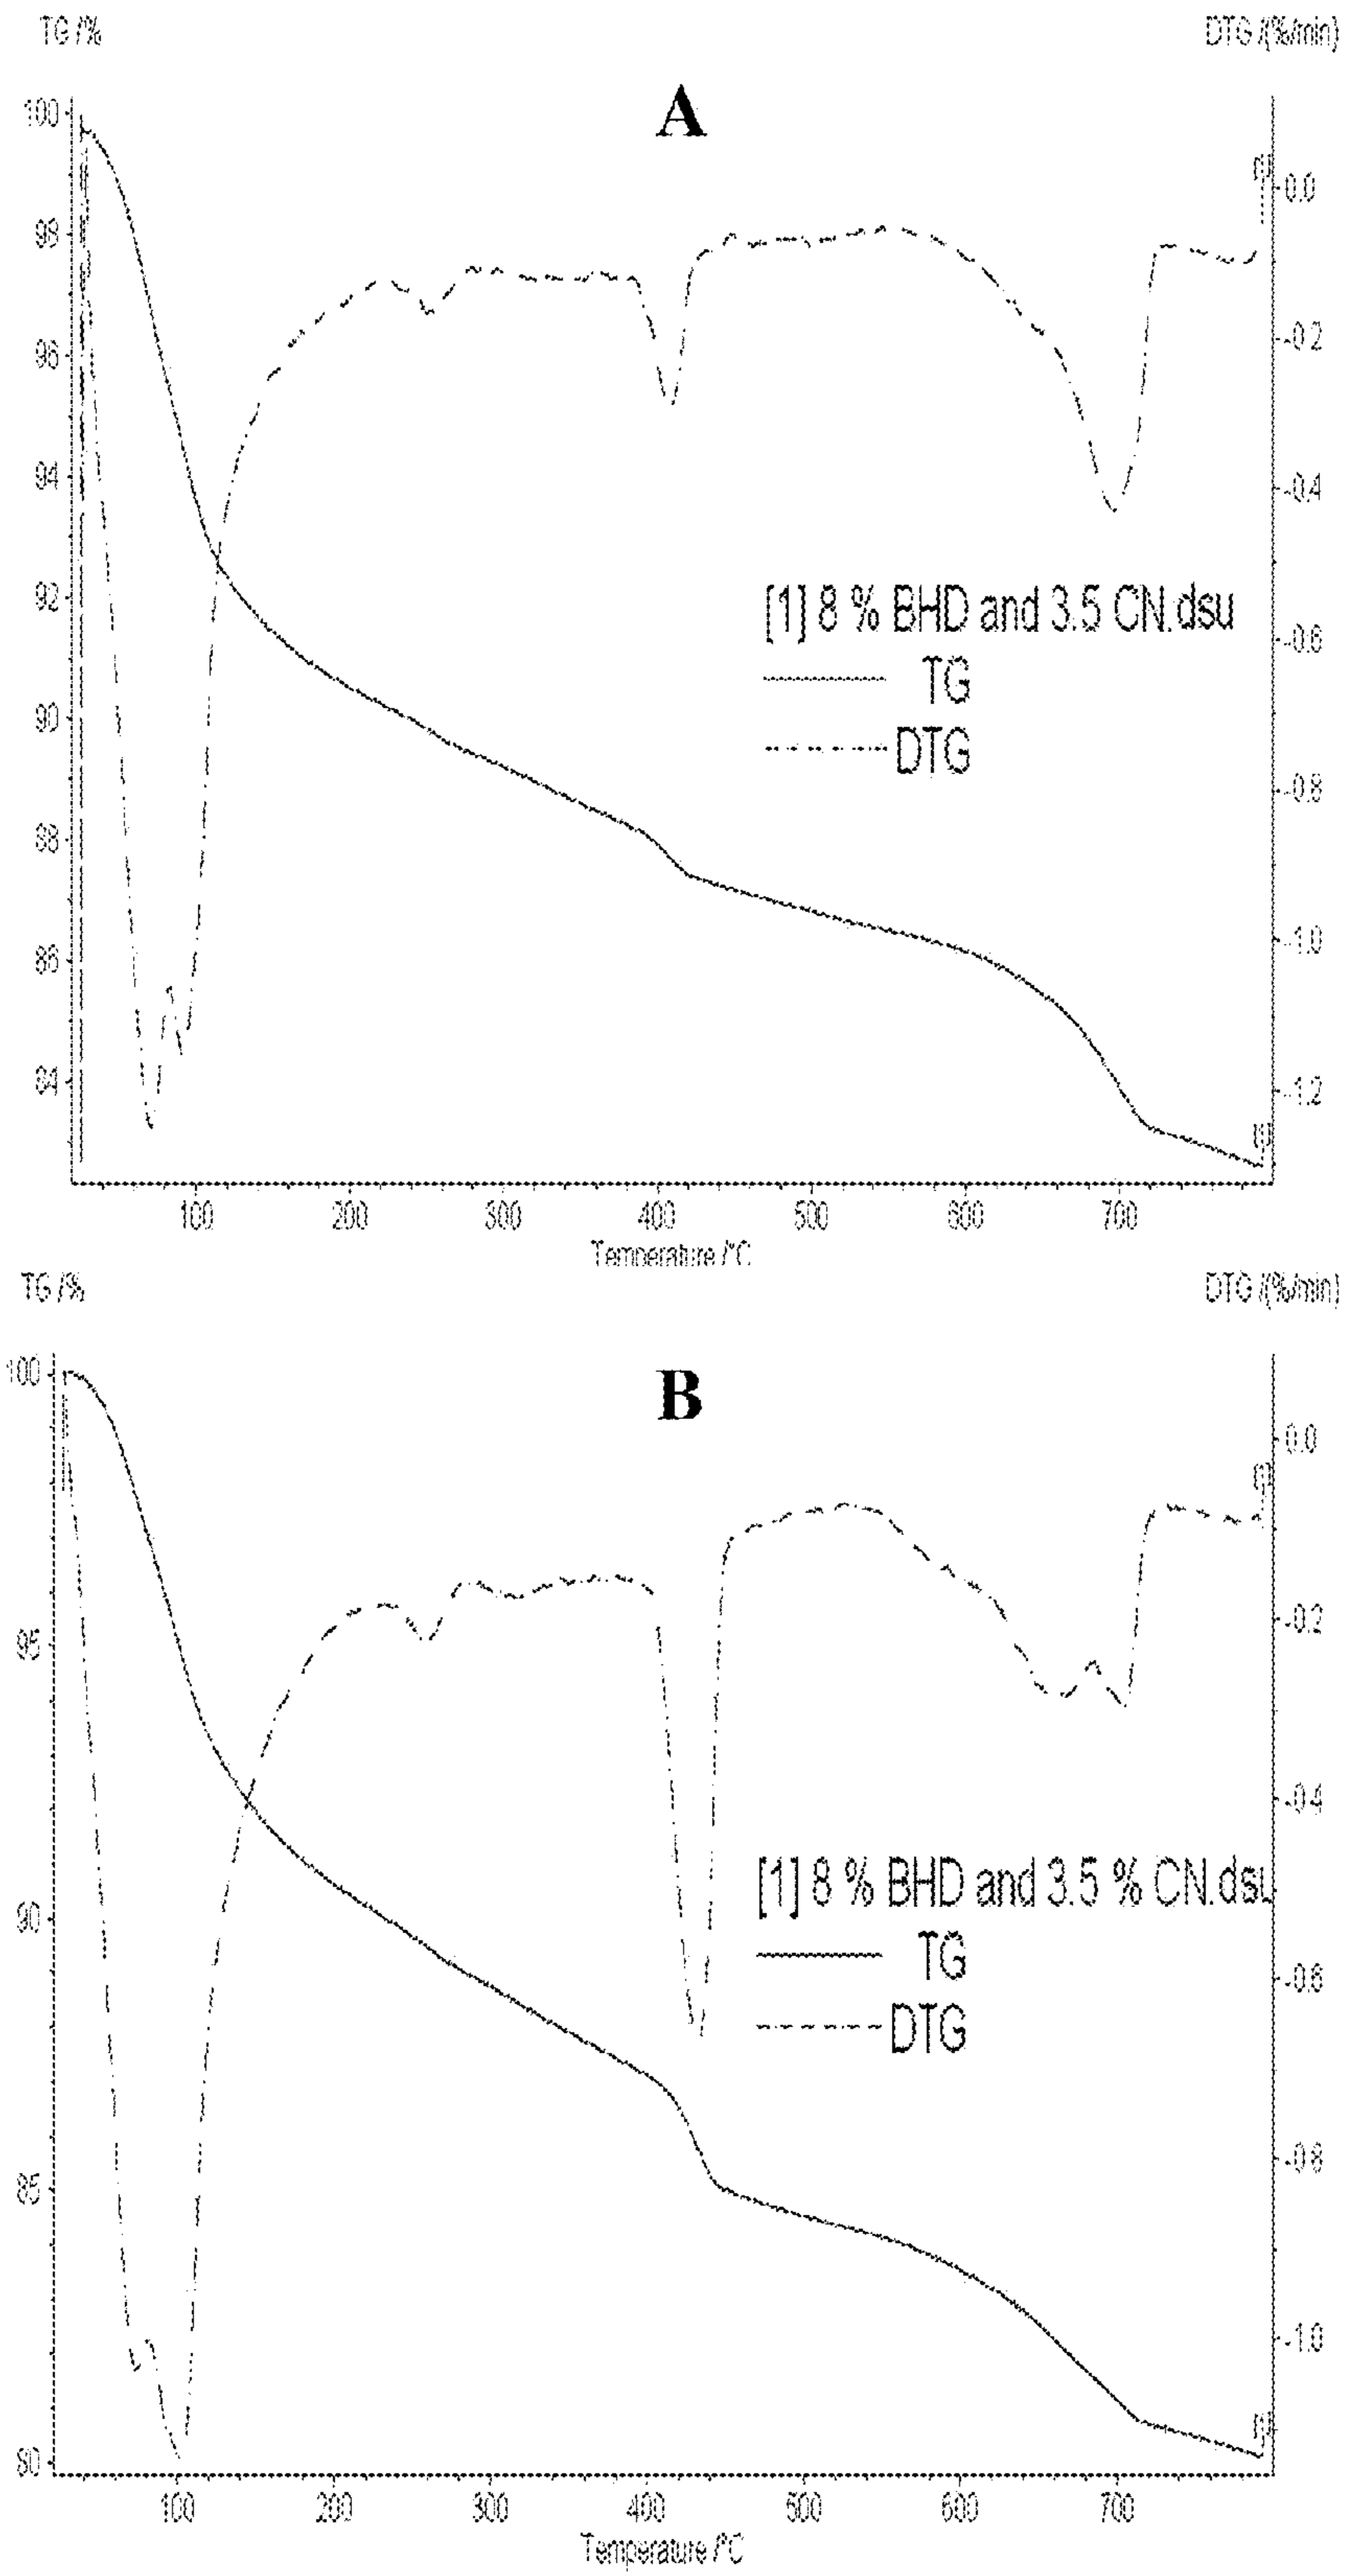 TG /%
DTG /(%/min)
A
100
98
96
94
92
90
88
86
84
0.0
-0.2
-0.4
-0.6
-0.8
-1.0
-1.2
[1] 8 % BHD and 3.5 CN.dsu
TG
DTG
[1]
[1]
100 200 300 400 500 600 700
Temperature /°C
TG /%
DTG /(%/min)
B
100
95
90
85
80
0.0
-0.2
-0.4
-0.6
-0.8
-1.0
[1] 8 % BHD and 3.5 % CN.dsu
TG
DTG
[1]
[1]
100 200 300 400 500 600 700
Temperature /°C